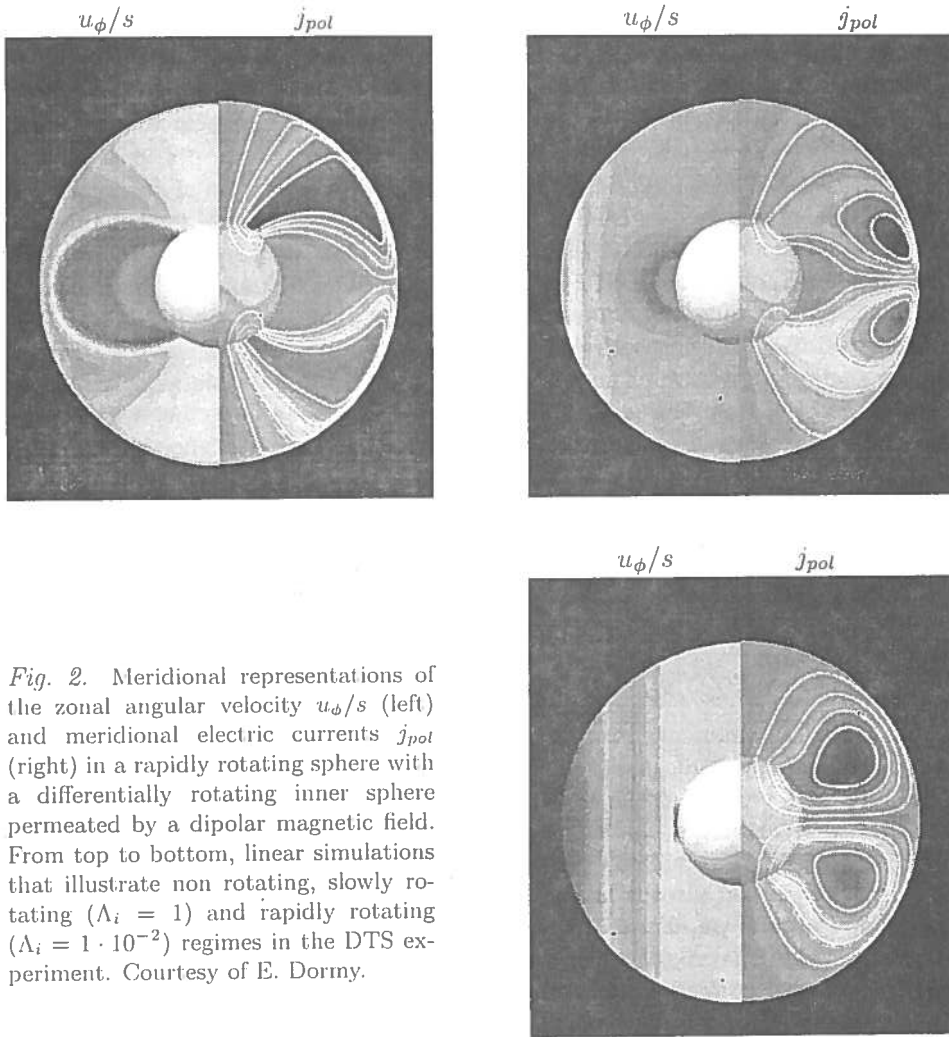 u_ϕ/s j_pol
u_ϕ/s j_pol
u_ϕ/s j_pol
Fig. 2. Meridional representations of
the zonal angular velocity u_ϕ/s (left)
and meridional electric currents j_pol
(right) in a rapidly rotating sphere with
a differentially rotating inner sphere
permeated by a dipolar magnetic field.
From top to bottom, linear simulations
that illustrate non rotating, slowly ro-
tating (Λ_i = 1) and rapidly rotating
(Λ_i = 1 · 10^{-2}) regimes in the DTS ex-
periment. Courtesy of E. Dormy.